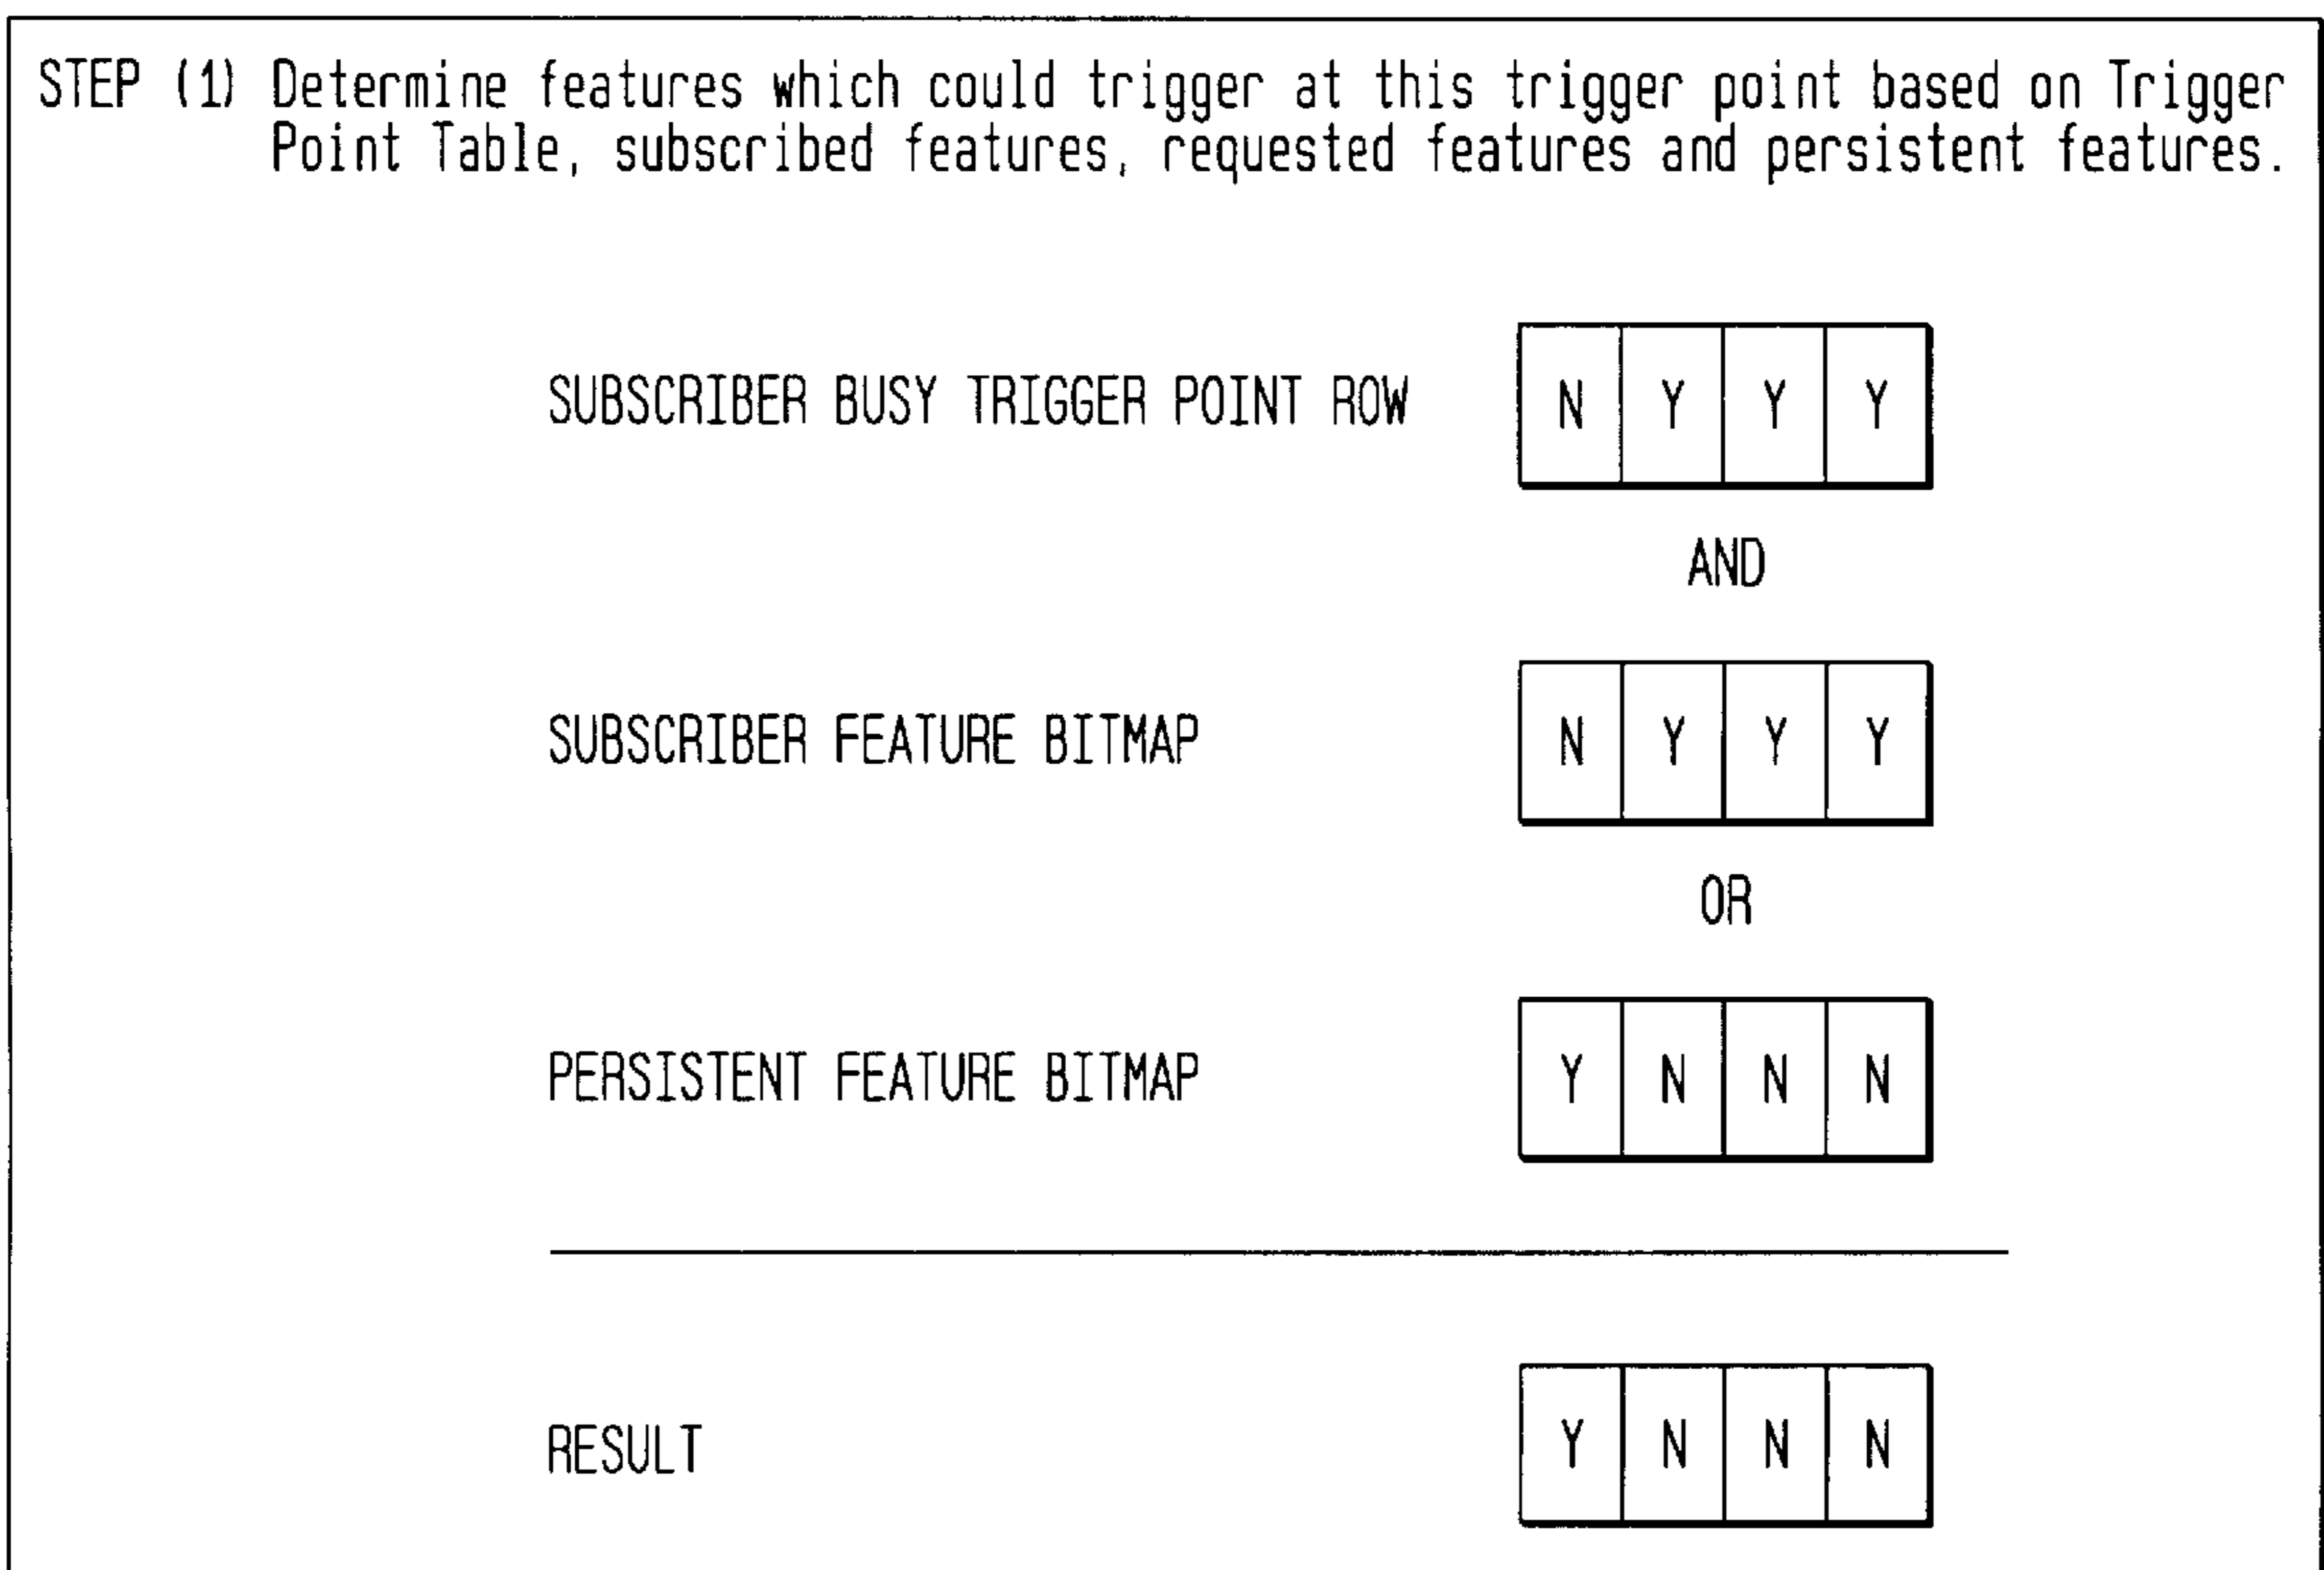 STEP (1) Determine features which could trigger at this trigger point based on Trigger
Point Table, subscribed features, requested features and persistent features.
SUBSCRIBER BUSY TRIGGER POINT ROW N Y Y Y
AND
SUBSCRIBER FEATURE BITMAP N Y Y Y
OR
PERSISTENT FEATURE BITMAP Y N N N
RESULT Y N N N